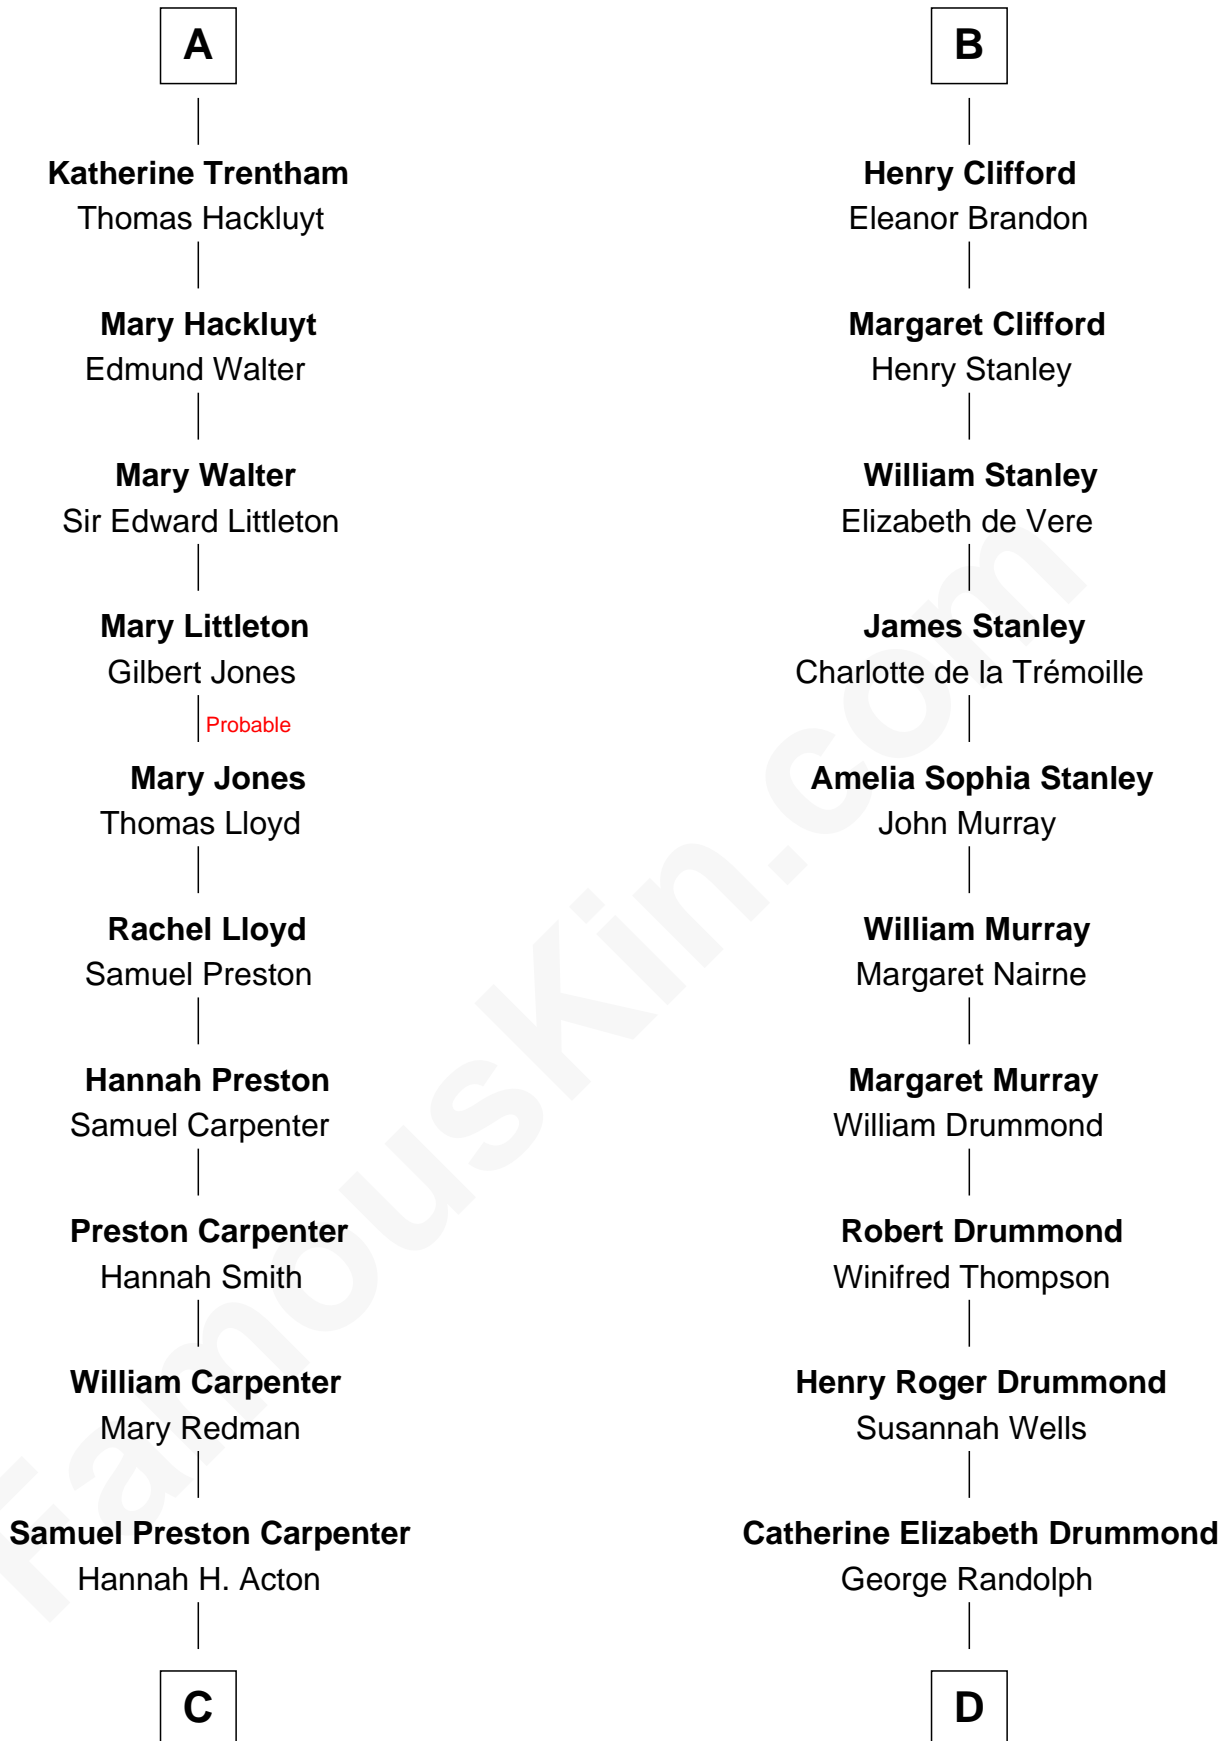 A
Katherine Trentham
Thomas Hackluyt
Mary Hackluyt
Edmund Walter
Mary Walter
Sir Edward Littleton
Mary Littleton
Gilbert Jones
Probable
Mary Jones
Thomas Lloyd
Rachel Lloyd
Samuel Preston
Hannah Preston
Samuel Carpenter
Preston Carpenter
Hannah Smith
William Carpenter
Mary Redman
Samuel Preston Carpenter
Hannah H. Acton
C
B
Henry Clifford
Eleanor Brandon
Margaret Clifford
Henry Stanley
William Stanley
Elizabeth de Vere
James Stanley
Charlotte de la Trémoille
Amelia Sophia Stanley
John Murray
William Murray
Margaret Nairne
Margaret Murray
William Drummond
Robert Drummond
Winifred Thompson
Henry Roger Drummond
Susannah Wells
Catherine Elizabeth Drummond
George Randolph
D
FamousKin.com